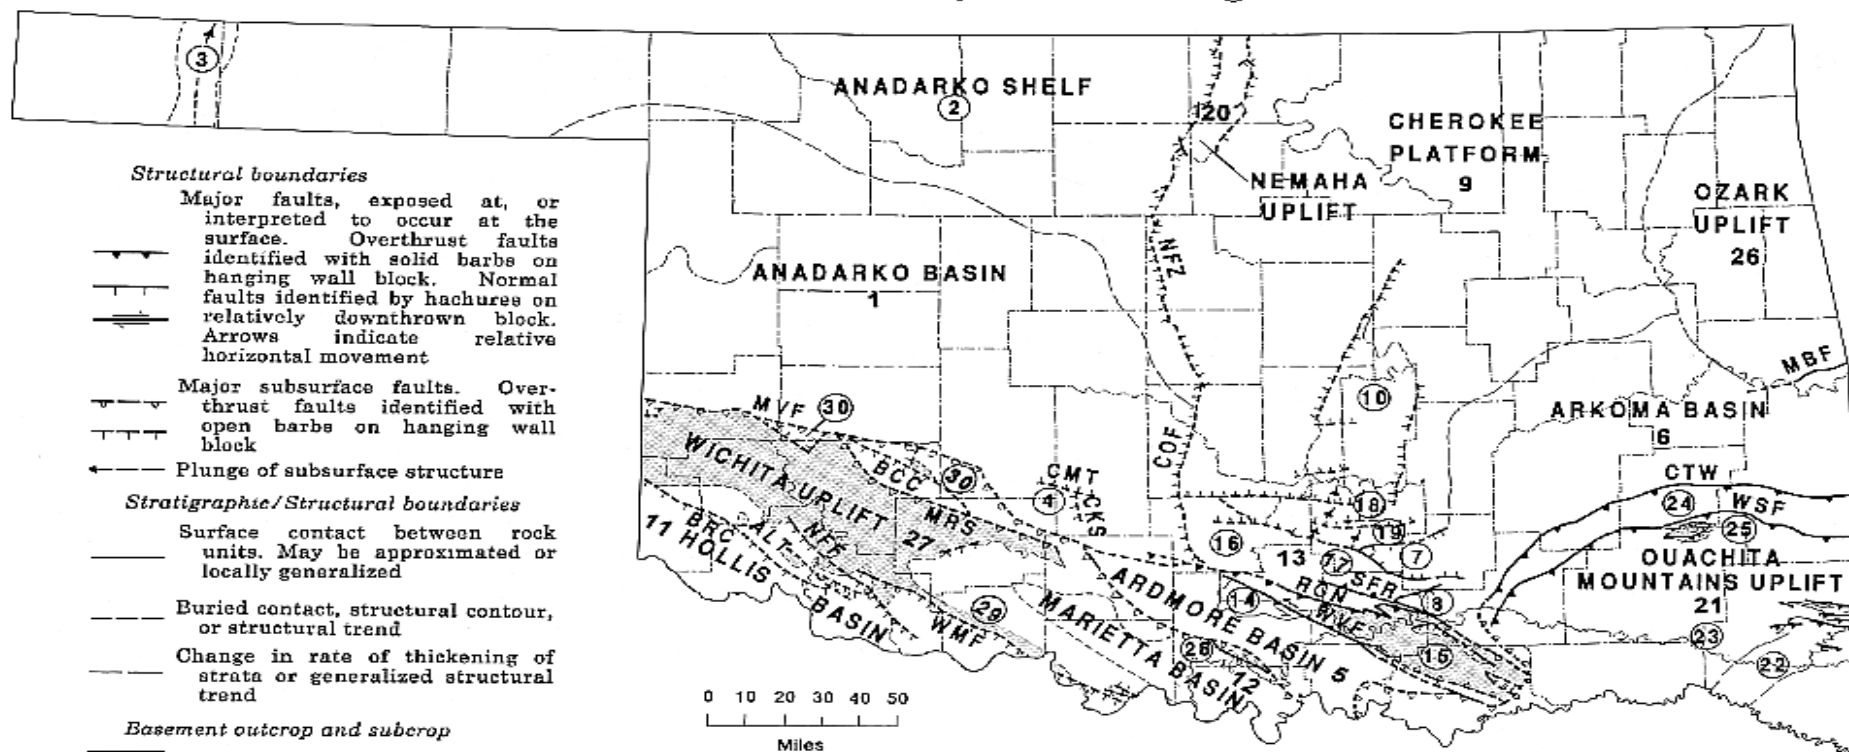 3
ANADARKO SHELF
2
20
CHEROKEE
PLATFORM
9
NEMAHA
UPLIFT
OZARK
UPLIFT
26
Structural boundaries
Major faults, exposed at, or
interpreted to occur at the
surface. Overthrust faults
identified with solid barbs on
hanging wall block. Normal
faults identified by hachures on
relatively downthrown block.
Arrows indicate relative
horizontal movement
Major subsurface faults. Over-
thrust faults identified with
open barbs on hanging wall
block
Plunge of subsurface structure
Stratigraphic/Structural boundaries
Surface contact between rock
units. May be approximated or
locally generalized
Buried contact, structural contour,
or structural trend
Change in rate of thickening of
strata or generalized structural
trend
Basement outcrop and subcrop
NFZ
ANADARKO BASIN
1
MBF
MVF
30
10
ARKOMA BASIN
6
COF
WICHITA UPLIFT
27
BCC
30
CMT
4
CKS
MRS
CTW
24
WSF
25
18
19
7
16
13
17
SFR
8
RGN
14
WVF
15
OUACHITA
MOUNTAINS UPLIFT
21
23
22
BRC
ALT
NFF
11 HOLLIS
BASIN
WMF
29
ARDMORE BASIN 5
MARIETTA BASIN
12
0 10 20 30 40 50
Miles